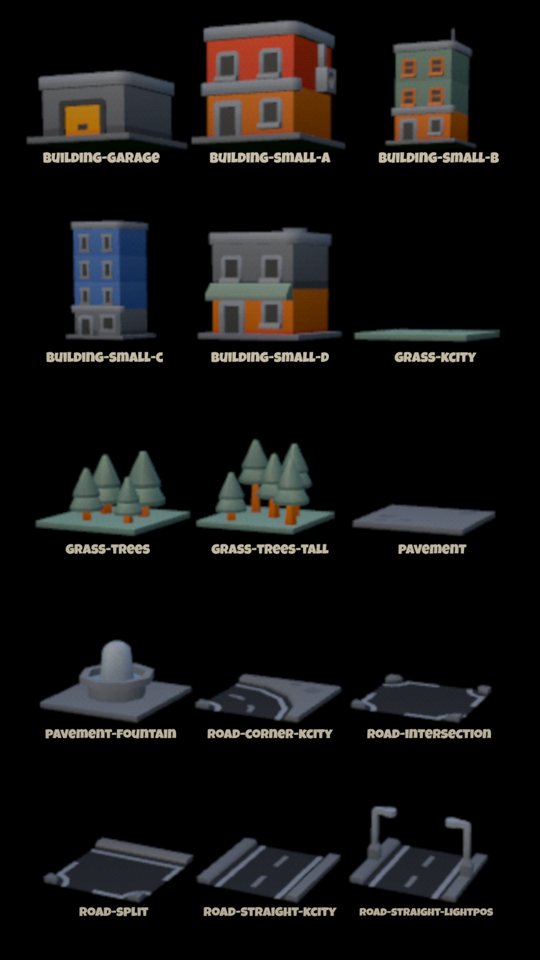 BUILDING-GARAGE
BUILDING-SMALL-A
BUILDING-SMALL-B
BUILDING-SMALL-C
BUILDING-SMALL-D
GRASS-KCITY
GRASS-TREES
GRASS-TREES-TALL
PAVEMENT
PAVEMENT-FOUNTAIN
ROAD-CORNER-KCITY
ROAD-INTERSECTION
ROAD-SPLIT
ROAD-STRAIGHT-KCITY
ROAD-STRAIGHT-LIGHTPOS